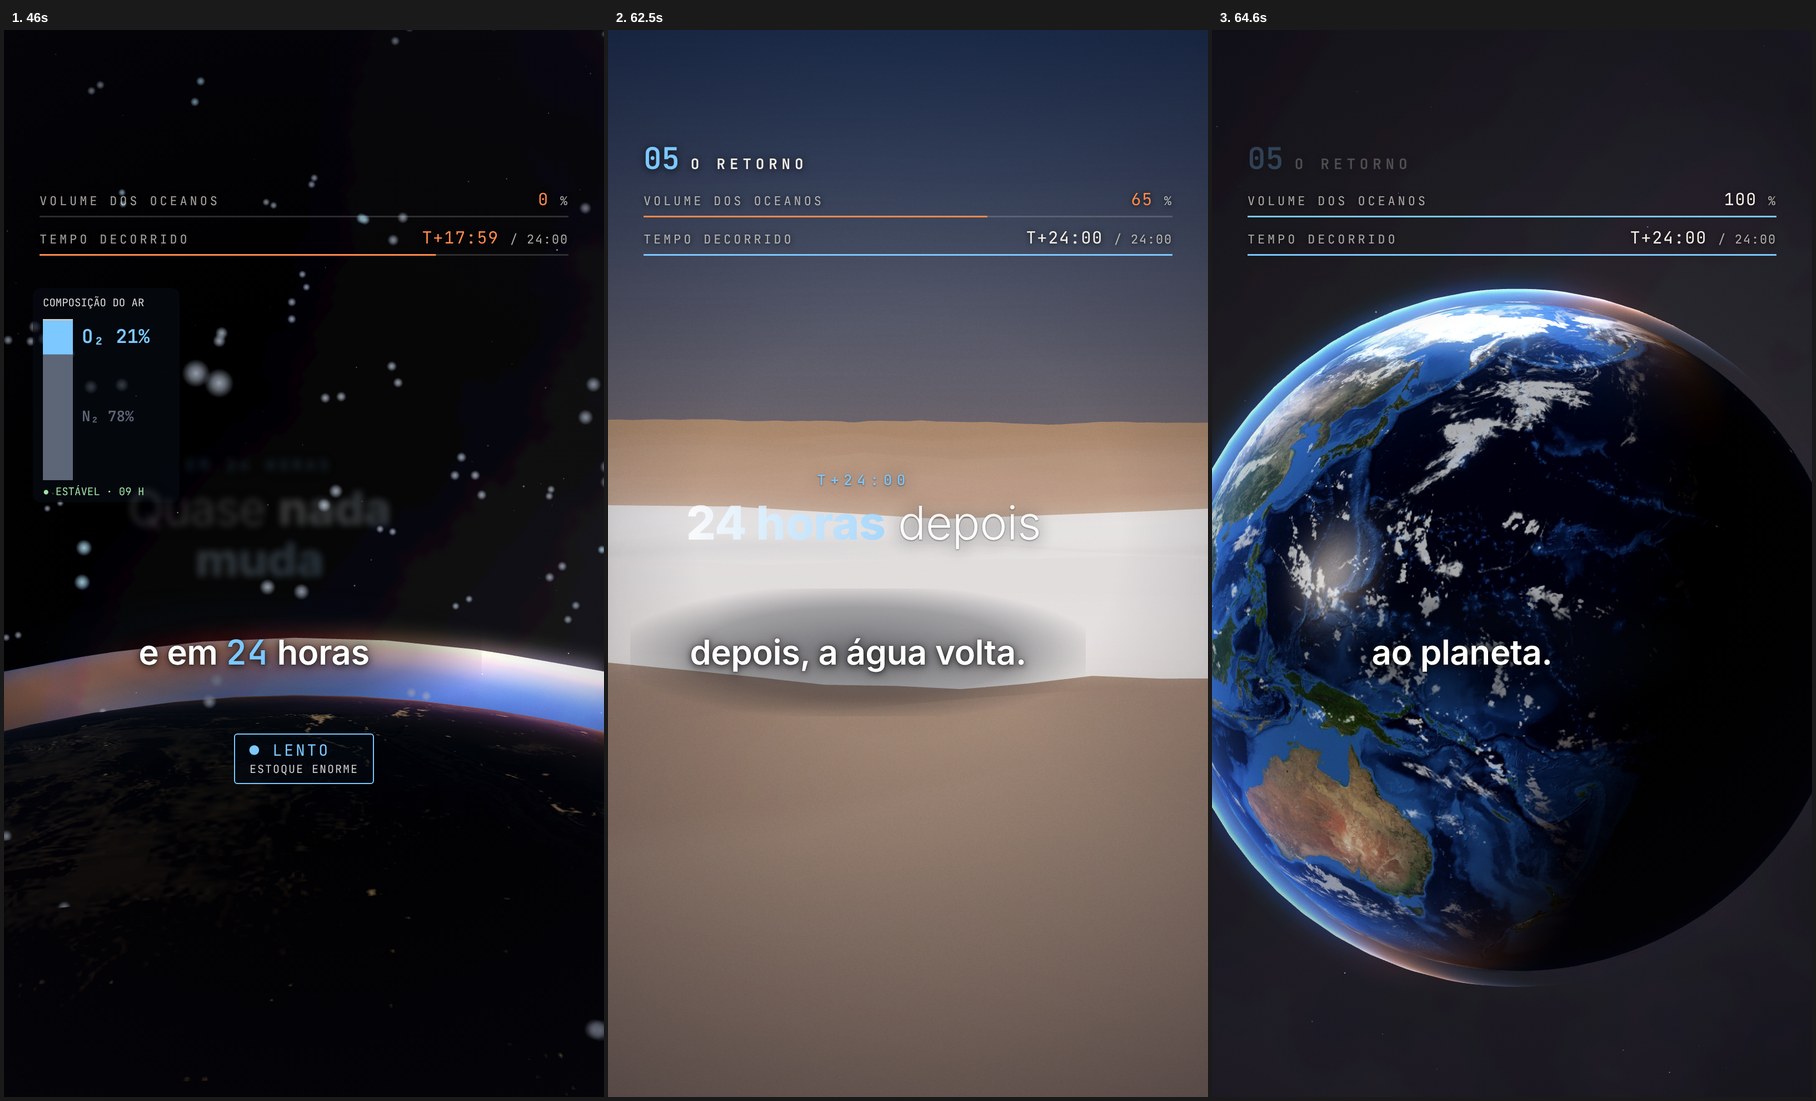 1. 46s
VOLUME DOS OCEANOS 0 %
TEMPO DECORRIDO T+17:59 / 24:00
COMPOSIÇÃO DO AR
O₂ 21%
N₂ 78%
● ESTÁVEL · 09 H
Quase nada
muda
e em 24 horas
● LENTO
ESTOQUE ENORME
2. 62.5s
05 O RETORNO
VOLUME DOS OCEANOS 65 %
TEMPO DECORRIDO T+24:00 / 24:00
T+24:00
24 horas depois
depois, a água volta.
3. 64.6s
05 O RETORNO
VOLUME DOS OCEANOS 100 %
TEMPO DECORRIDO T+24:00 / 24:00
ao planeta.